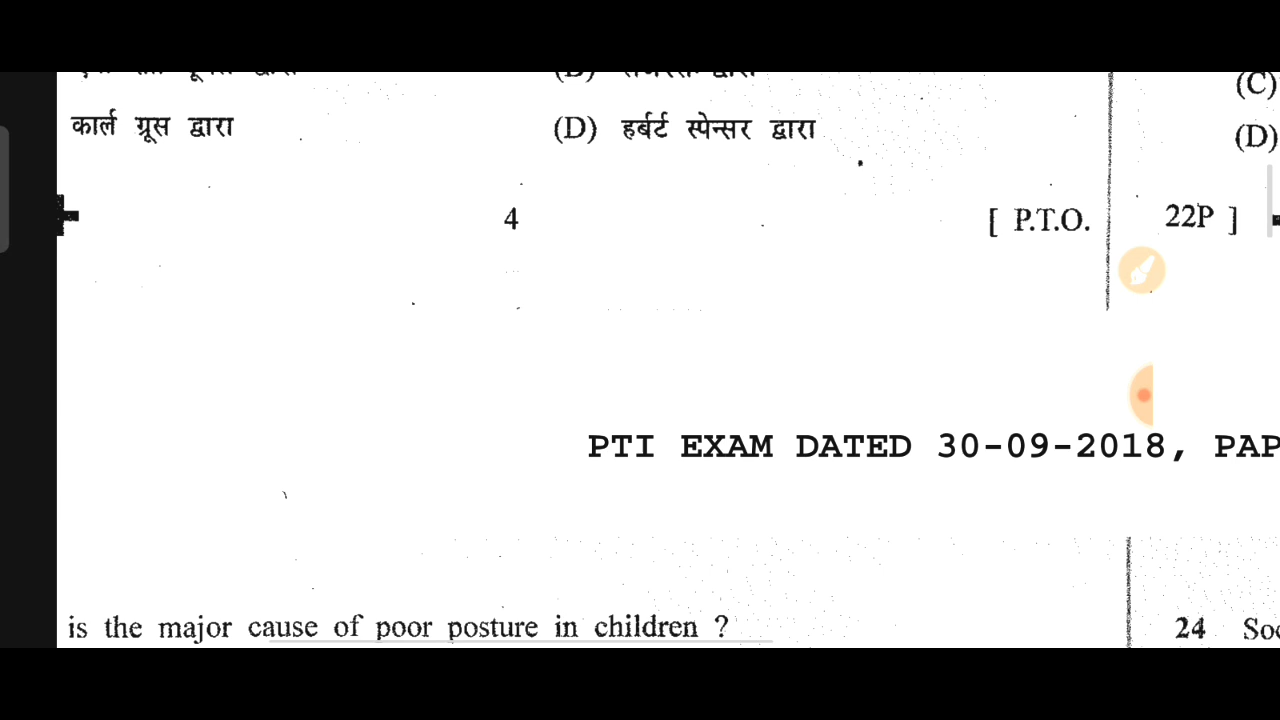 द्वारा
(B) द्वारा
(C)
कार्ल ग्रूस द्वारा
(D) हर्बर्ट स्पेन्सर द्वारा
(D)
4
[ P.T.O.
22P ]
PTI EXAM DATED 30-09-2018, PAP
is the major cause of poor posture in children ?
24 Soc